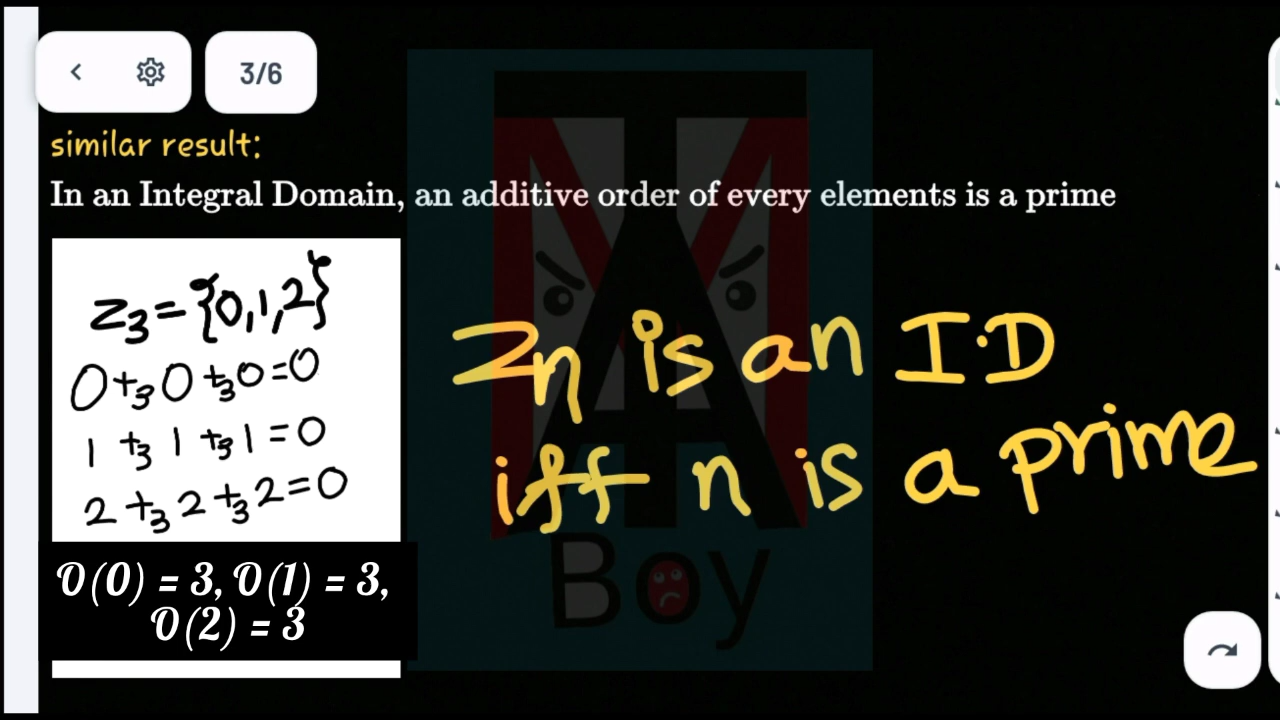 3/6
similar result:
In an Integral Domain, an additive order of every elements is a prime
Z₃ = {0,1,2}
0 +₃ 0 +₃ 0 = 0
1 +₃ 1 +₃ 1 = 0
2 +₃ 2 +₃ 2 = 0
O(0) = 3, O(1) = 3,
O(2) = 3
Zn is an I.D
iff n is a prime
Boy